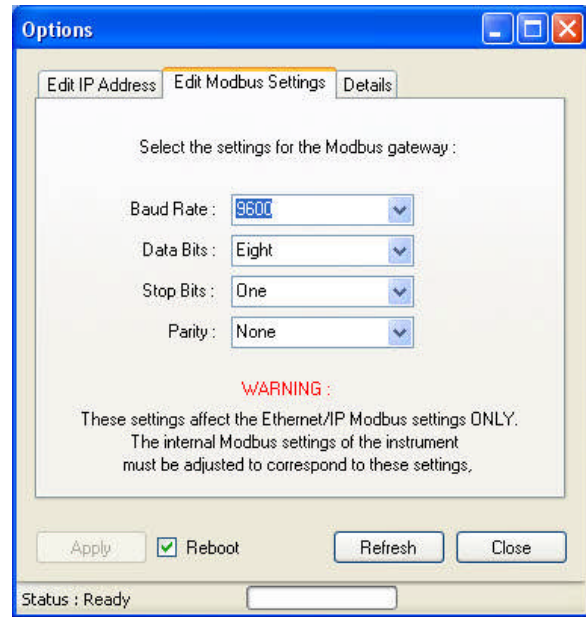 Options
Edit IP Address Edit Modbus Settings Details
Select the settings for the Modbus gateway :
Baud Rate : 9600
Data Bits : Eight
Stop Bits : One
Parity : None
WARNING :
These settings affect the Ethernet/IP Modbus settings ONLY.
The internal Modbus settings of the instrument
must be adjusted to correspond to these settings,
Apply Reboot Refresh Close
Status : Ready